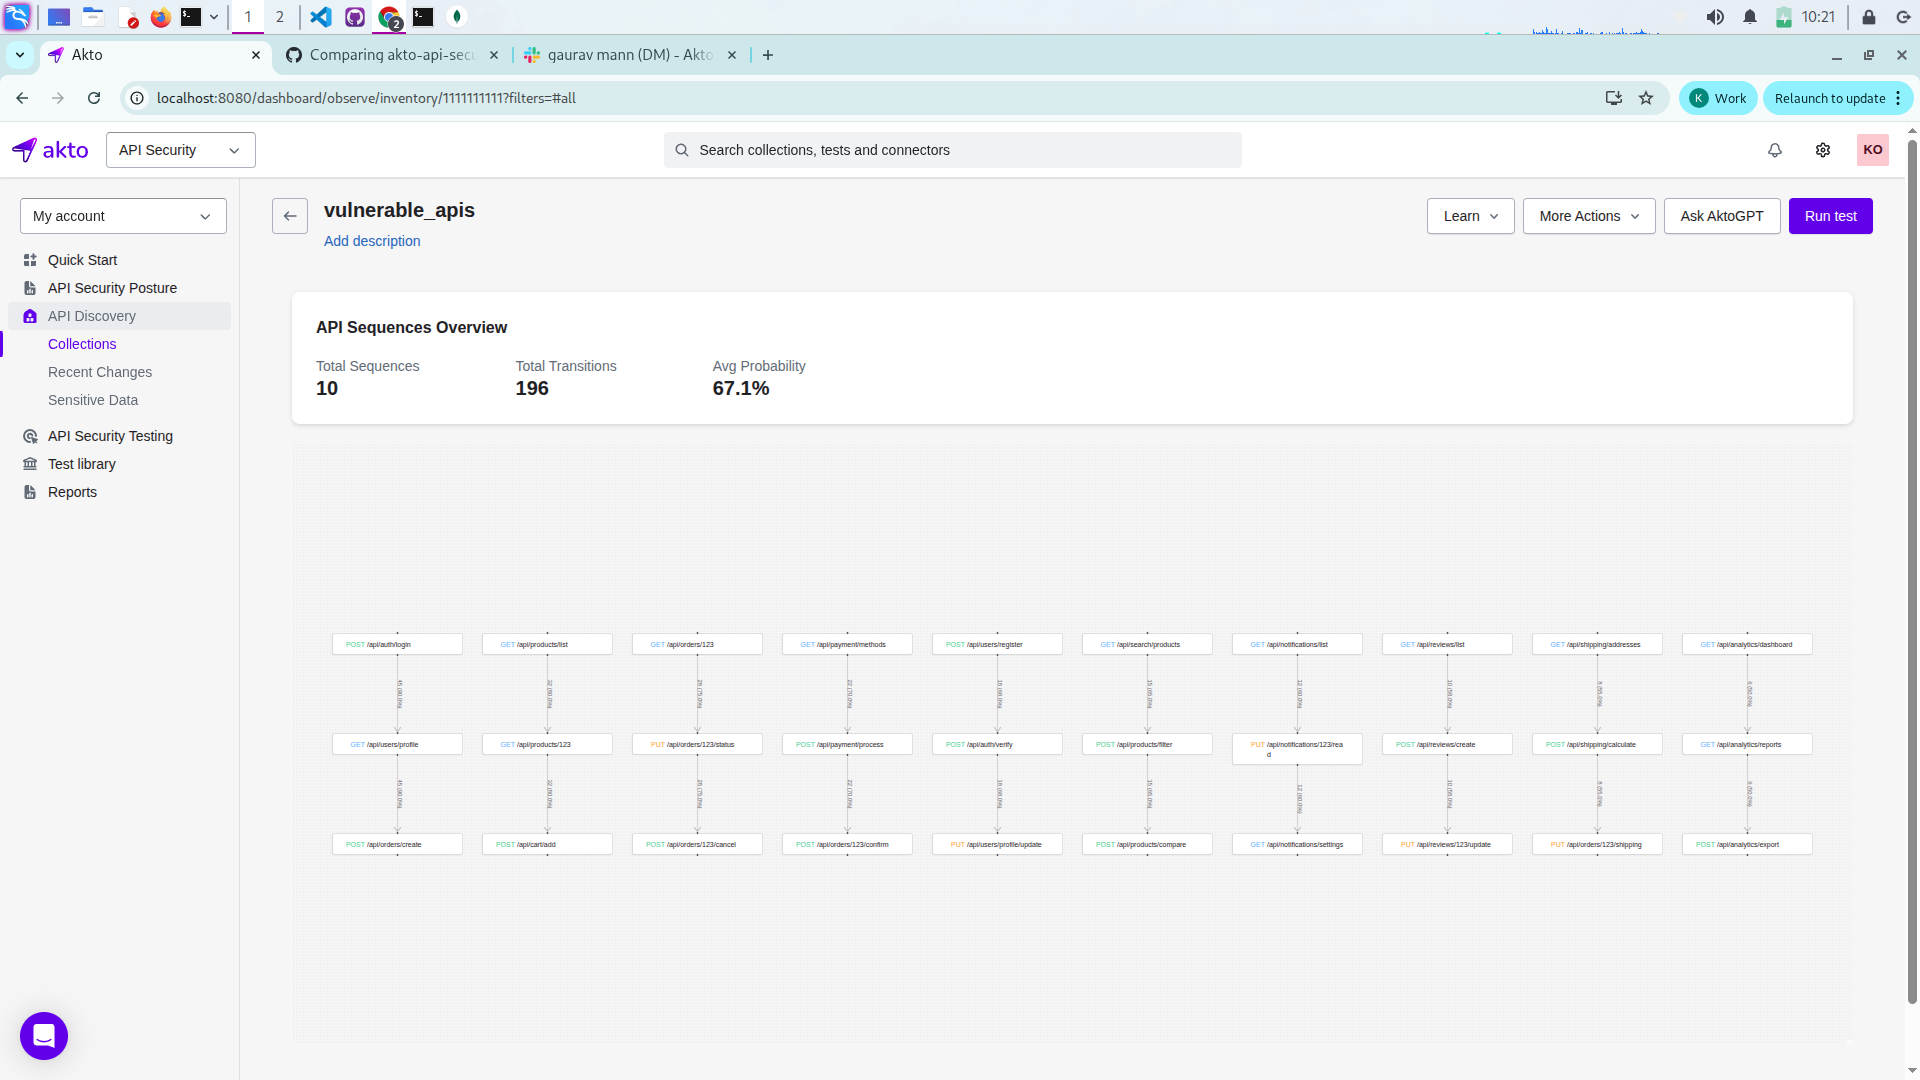 1
2
2
10:21
Akto
Comparing akto-api-secu
gaurav mann (DM) - Akto
localhost:8080/dashboard/observe/inventory/1111111111?filters=#all
K
Work
Relaunch to update
akto
API Security
Search collections, tests and connectors
KO
My account
Quick Start
API Security Posture
API Discovery
Collections
Recent Changes
Sensitive Data
API Security Testing
Test library
Reports
vulnerable_apis
Add description
Learn
More Actions
Ask AktoGPT
Run test
API Sequences Overview
Total Sequences
10
Total Transitions
196
Avg Probability
67.1%
POST /api/auth/login
GET /api/products/list
GET /api/orders/123
GET /api/payment/methods
POST /api/users/register
GET /api/search/products
GET /api/notifications/list
GET /api/reviews/list
GET /api/shipping/addresses
GET /api/analytics/dashboard
GET /api/users/profile
GET /api/products/123
PUT /api/orders/123/status
POST /api/payment/process
POST /api/auth/verify
POST /api/products/filter
PUT /api/notifications/123/rea
d
POST /api/reviews/create
POST /api/shipping/calculate
GET /api/analytics/reports
POST /api/orders/create
POST /api/cart/add
POST /api/orders/123/cancel
POST /api/orders/123/confirm
PUT /api/users/profile/update
POST /api/products/compare
GET /api/notifications/settings
PUT /api/reviews/123/update
PUT /api/orders/123/shipping
POST /api/analytics/export